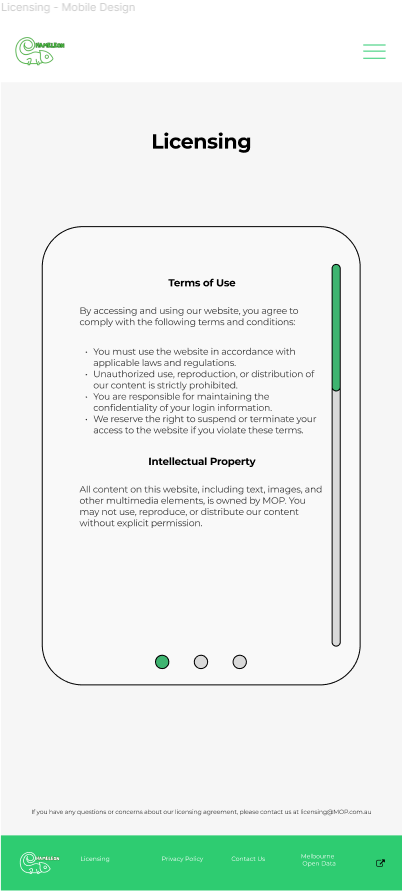 Licensing - Mobile Design
HAMELEON
Licensing
Terms of Use
By accessing and using our website, you agree to
comply with the following terms and conditions:
• You must use the website in accordance with
applicable laws and regulations.
• Unauthorized use, reproduction, or distribution of
our content is strictly prohibited.
• You are responsible for maintaining the
confidentiality of your login information.
• We reserve the right to suspend or terminate your
access to the website if you violate these terms.
Intellectual Property
All content on this website, including text, images, and
other multimedia elements, is owned by MOP. You
may not use, reproduce, or distribute our content
without explicit permission.
If you have any questions or concerns about our licensing agreement, please contact us at licensing@MOP.com.au
HAMELEON
Licensing
Privacy Policy
Contact Us
Melbourne
Open Data